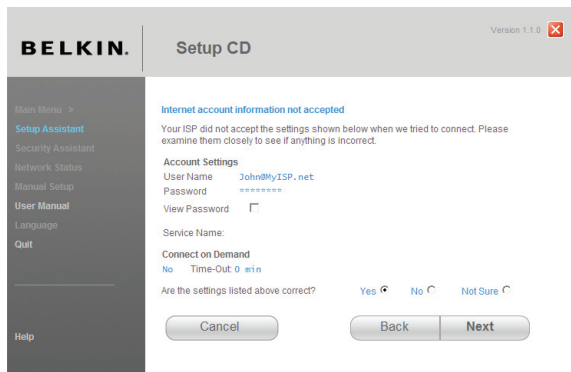 BELKIN.
Setup CD
Version 1.1.0
Main Menu >
Setup Assistant
Security Assistant
Network Status
Manual Setup
User Manual
Language
Quit
Help
Internet account information not accepted
Your ISP did not accept the settings shown below when we tried to connect. Please
examine them closely to see if anything is incorrect.
Account Settings
User Name John@MyISP.net
Password ********
View Password
Service Name:
Connect on Demand
No Time-Out: 0 min
Are the settings listed above correct? Yes No Not Sure
Cancel Back Next